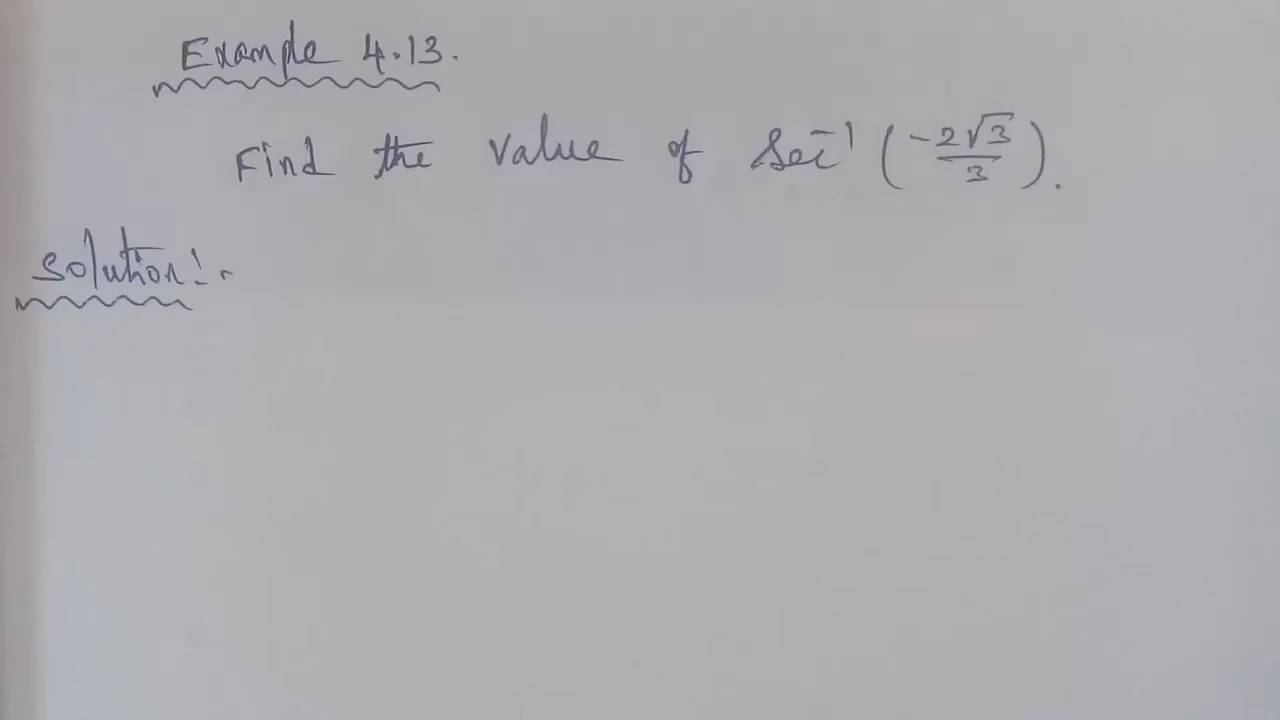 Example 4.13.
Find the value of Sec⁻¹ (-2√3/3).
Solution:-